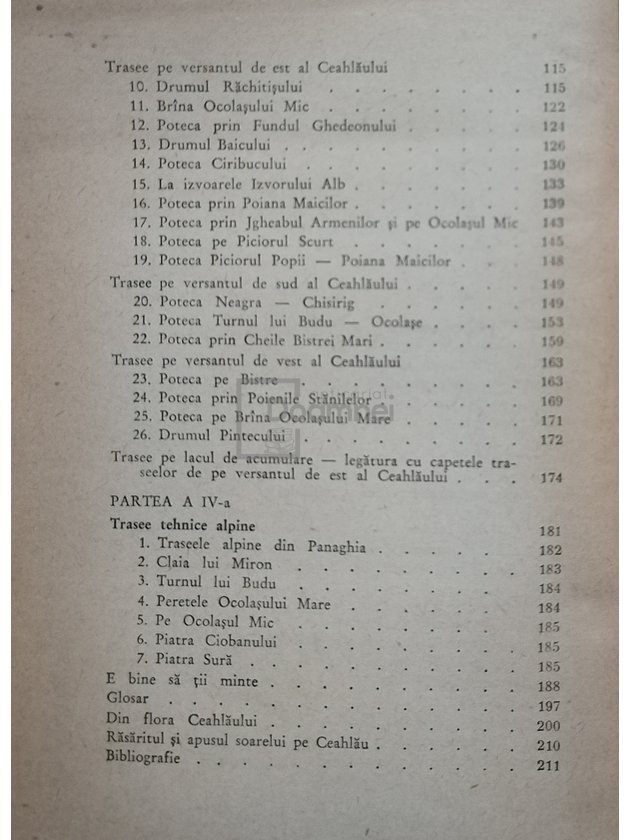 Trasee pe versantul de est al Ceahlăului 115
10. Drumul Răchitișului . . . . . . . 115
11. Brîna Ocolașului Mic . . . . . . 122
12. Poteca prin Fundul Ghedeonului . . . . 124
13. Drumul Baicului . . . . . . . . 126
14. Poteca Ciribucului . . . . . . . 130
15. La izvoarele Izvorului Alb . . . . . . 133
16. Poteca prin Poiana Maicilor . . . . . . 139
17. Poteca prin Jgheabul Armenilor și pe Ocolașul Mic 143
18. Poteca pe Piciorul Scurt . . . . . . 145
19. Poteca Piciorul Popii — Poiana Maicilor . . . 148
Trasee pe versantul de sud al Ceahlăului . . . . . 149
20. Poteca Neagra — Chisirig . . . . . 149
21. Poteca Turnul lui Budu — Ocolașe . . . . 153
22. Poteca prin Cheile Bistrei Mari . . . . . 159
Trasee pe versantul de vest al Ceahlăului 163
23. Poteca pe Bistre . . . . . . . 163
24. Poteca prin Poienile Stănilelor . . . . . 169
25. Poteca pe Brîna Ocolașului Mare . . . . 171
26. Drumul Pintecului . . . . . . . 172
Trasee pe lacul de acumulare — legătura cu capetele tra-
seelor de pe versantul de est al Ceahlăului . . . 174
PARTEA A IV-a
Trasee tehnice alpine 181
1. Traseele alpine din Panaghia . . . . . 182
2. Claia lui Miron . . . . . . . 183
3. Turnul lui Budu . . . . . . . 184
4. Peretele Ocolașului Mare . . . . . 184
5. Pe Ocolașul Mic . . . . . . . 185
6. Piatra Ciobanului . . . . . . . 185
7. Piatra Sură . . . . . . . . 185
E bine să ții minte . . . . . . . . . 188
Glosar . . . . . . . . . . . 197
Din flora Ceahlăului . . . . . . . . . 200
Răsăritul și apusul soarelui pe Ceahlău . . . . . 210
Bibliografie . . . . . . . . . . 211